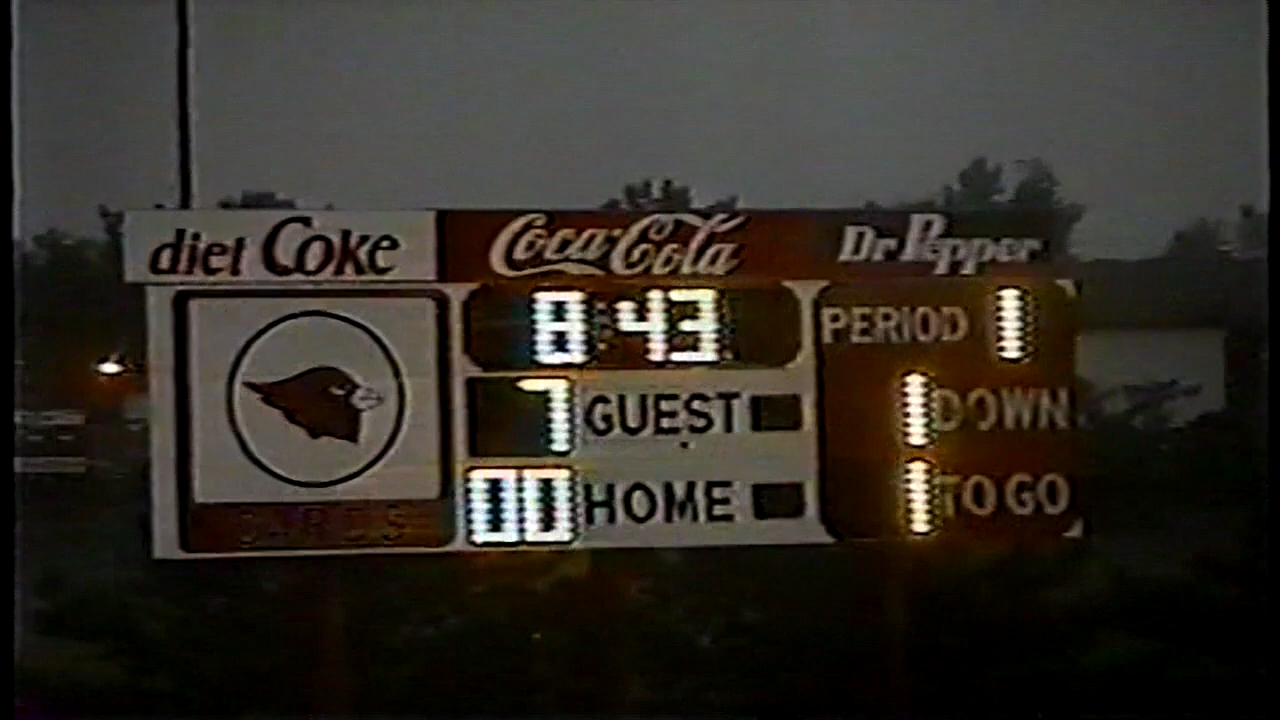 diet Coke Coca-Cola Dr Pepper
8:43 PERIOD 1
7 GUEST 1 DOWN
00 HOME 1 TO GO
CARDS